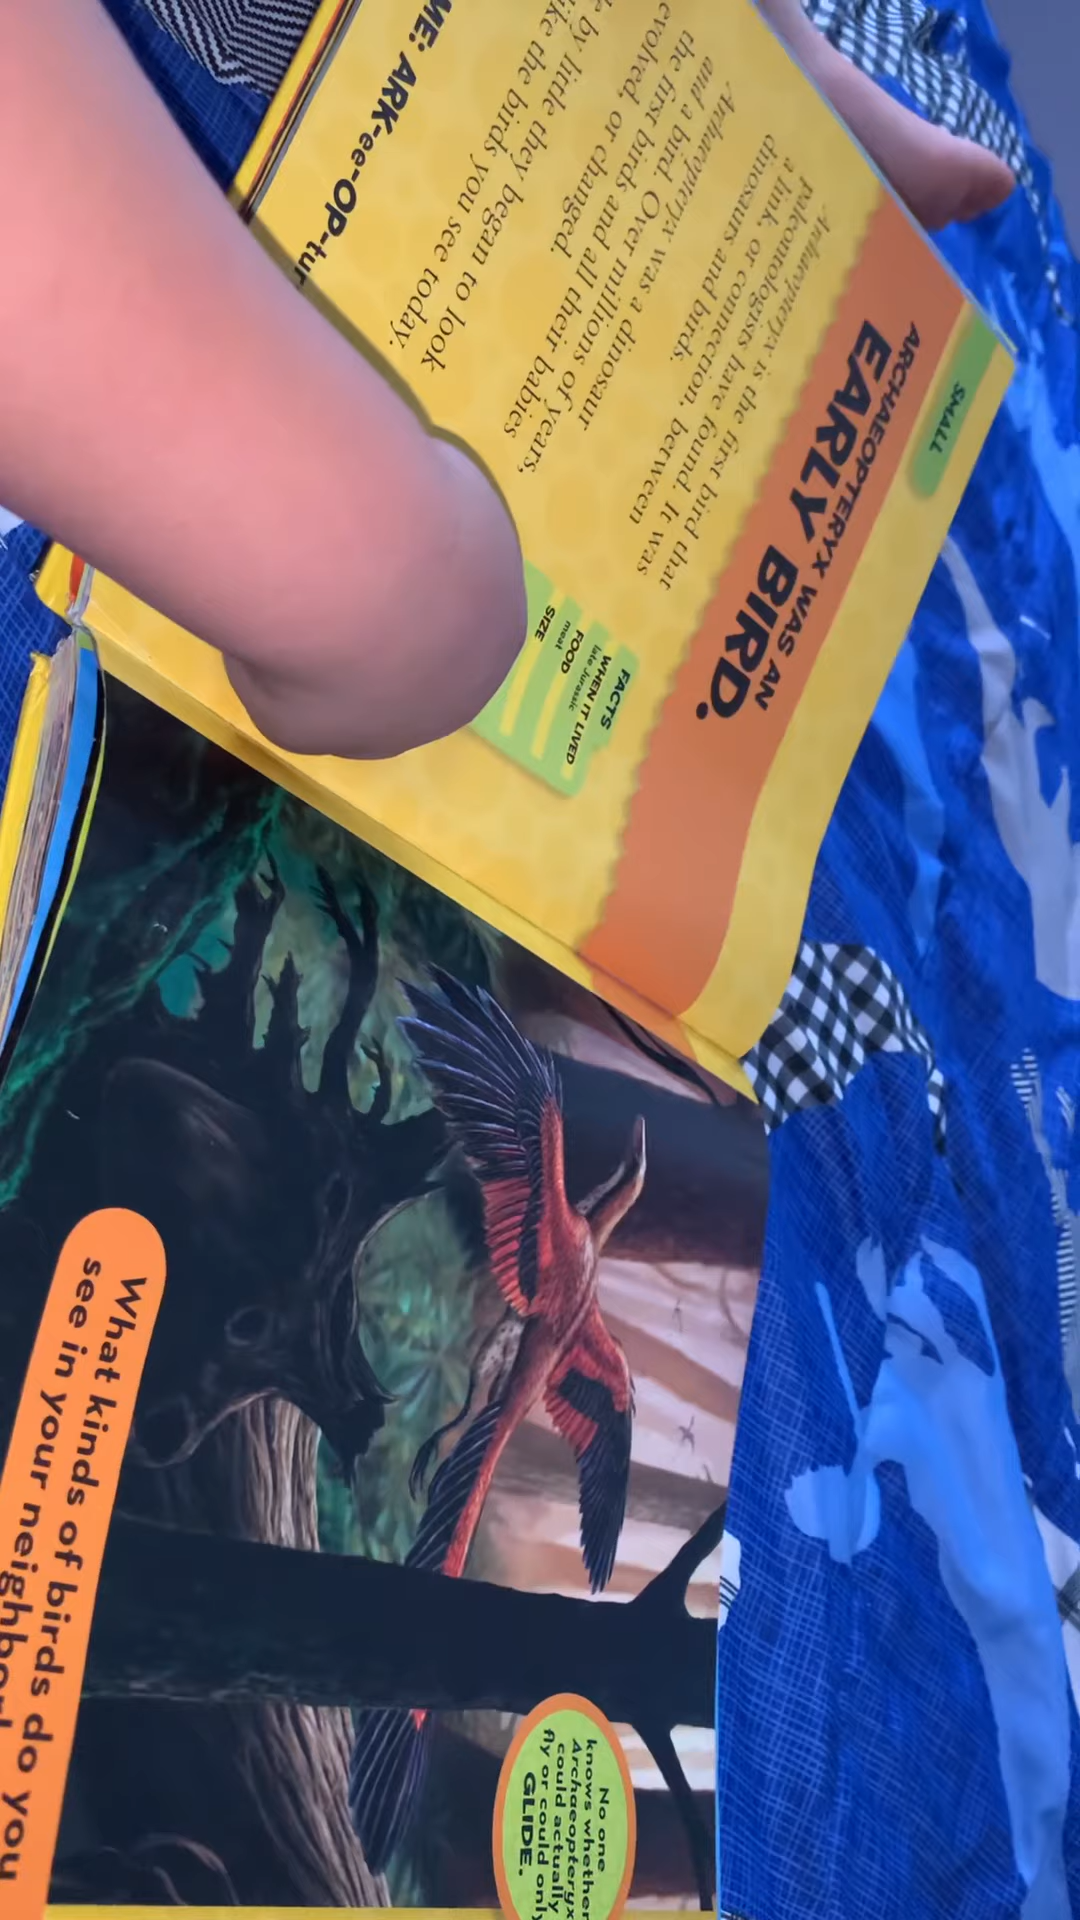 SMALL
ARCHAEOPTERYX WAS AN
EARLY BIRD.
Archaeopteryx is the first bird that
paleontologists have found. It was
a link, or connection, between
dinosaurs and birds.
Archaeopteryx was a dinosaur
and a bird. Over millions of years,
the first birds and all their babies
evolved, or changed.
by little they began to look
the birds you see today.
ARK-ee-OP-tur
FACTS
WHEN IT LIVED
late Jurassic
FOOD
meat
SIZE
What kinds of birds do you
see in your
No one
knows whether
Archaeopteryx
could actually
fly or could only
GLIDE.